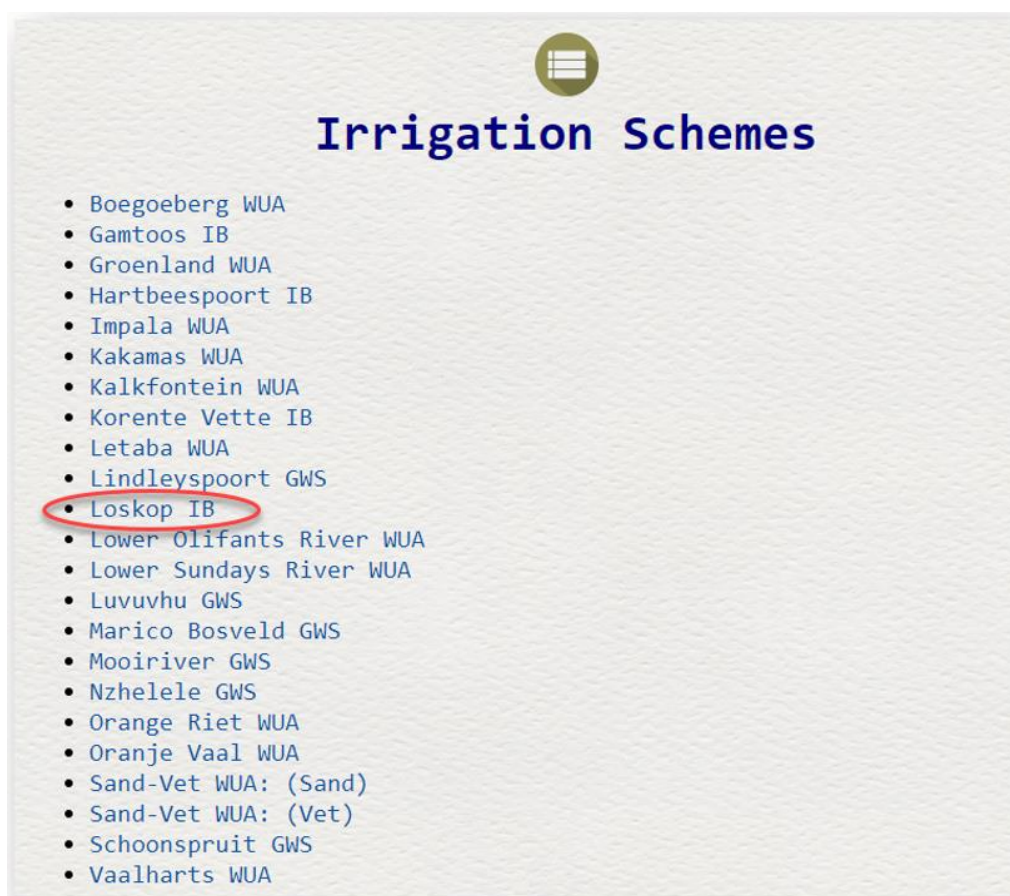 Irrigation Schemes
• Boegoeberg WUA
• Gamtoos IB
• Groenland WUA
• Hartbeespoort IB
• Impala WUA
• Kakamas WUA
• Kalkfontein WUA
• Korente Vette IB
• Letaba WUA
• Lindleyspoort GWS
• Loskop IB
• Lower Olifants River WUA
• Lower Sundays River WUA
• Luvuvhu GWS
• Marico Bosveld GWS
• Mooiriver GWS
• Nzhelele GWS
• Orange Riet WUA
• Oranje Vaal WUA
• Sand-Vet WUA: (Sand)
• Sand-Vet WUA: (Vet)
• Schoonspruit GWS
• Vaalharts WUA